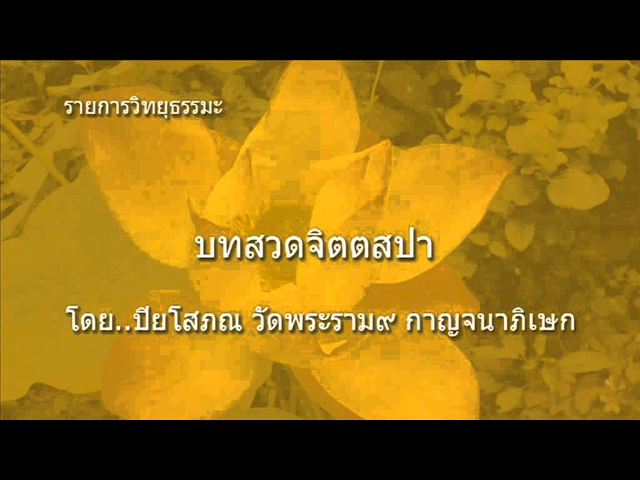 รายการวิทยุธรรมะ
บทสวดจิตตสปา
โดย..ปิยโสภณ วัดพระราม๙ กาญจนาภิเษก